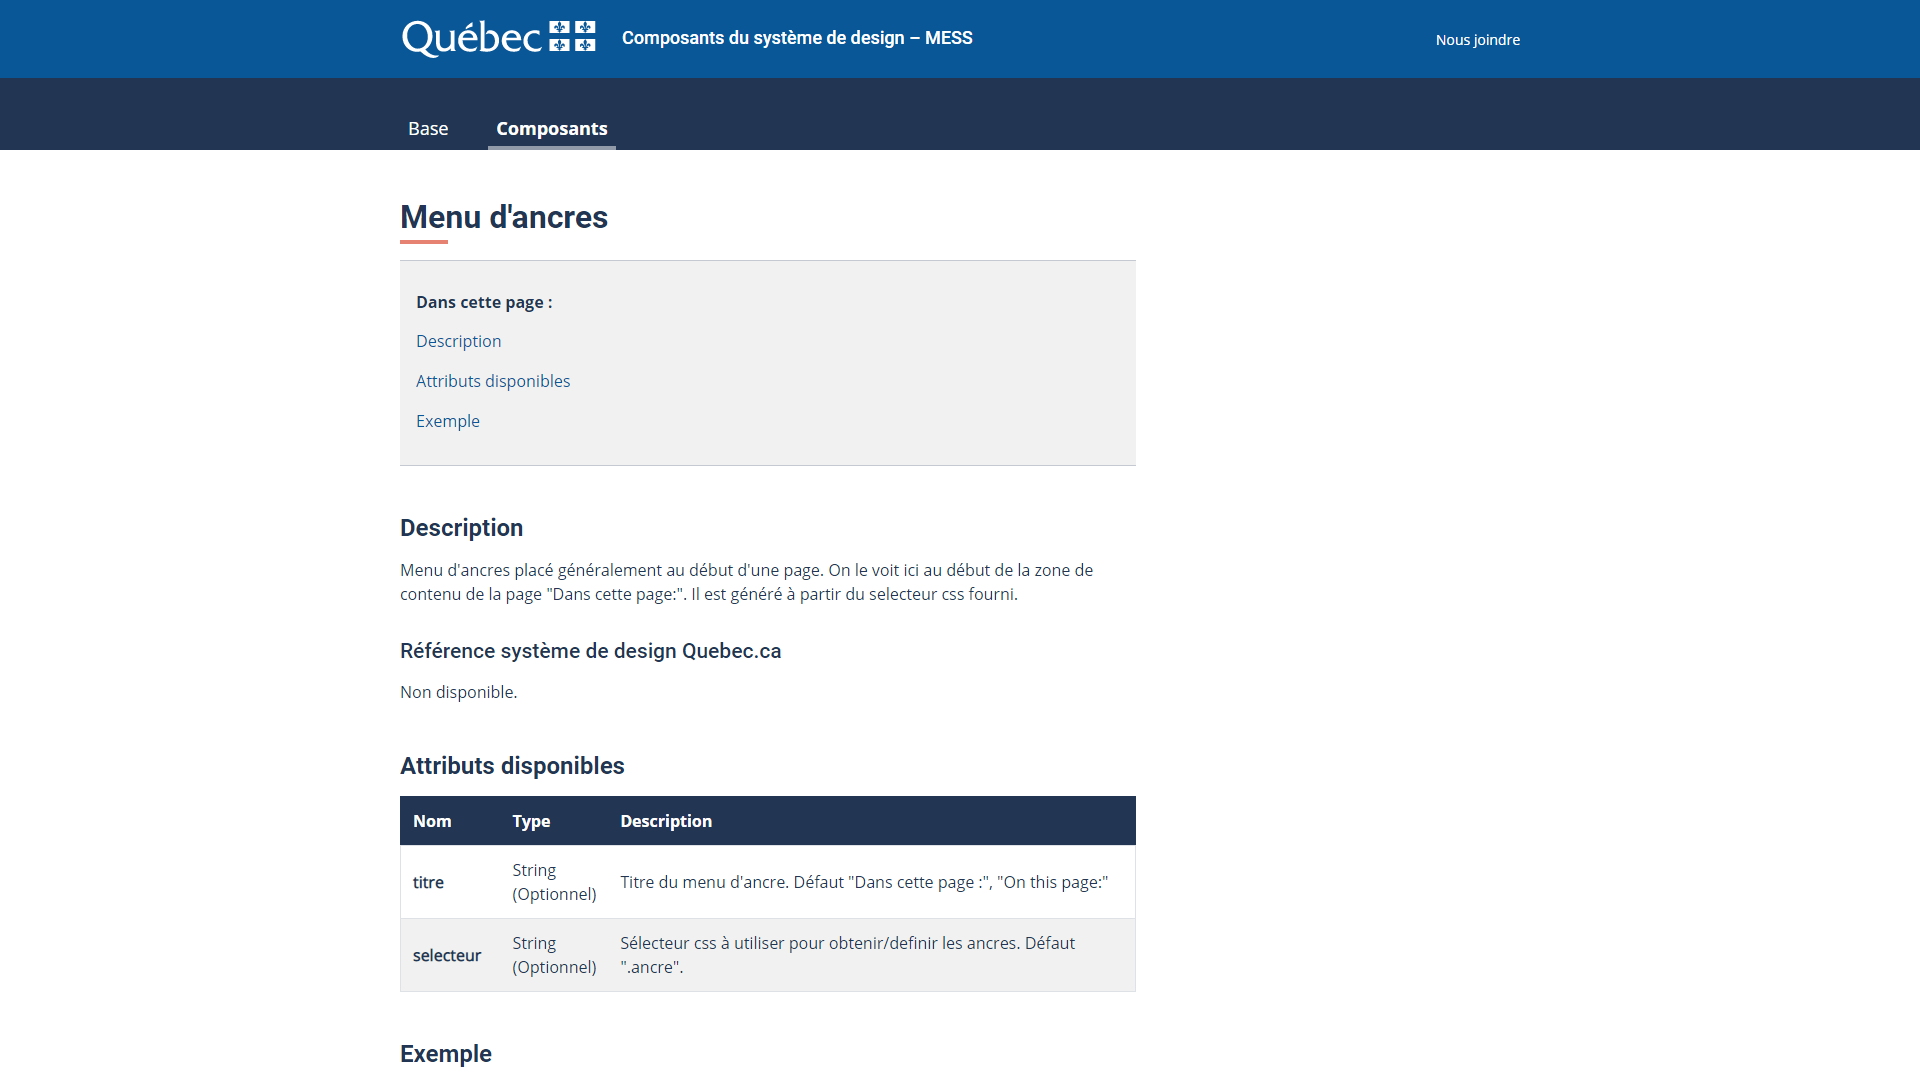 Québec
Composants du système de design – MESS
Nous joindre
Base
Composants
Menu d'ancres
Dans cette page :
Description
Attributs disponibles
Exemple
Description
Menu d'ancres placé généralement au début d'une page. On le voit ici au début de la zone de
contenu de la page "Dans cette page:". Il est généré à partir du selecteur css fourni.
Référence système de design Quebec.ca
Non disponible.
Attributs disponibles
Nom Type Description
titre String (Optionnel) Titre du menu d'ancre. Défaut "Dans cette page :", "On this page:"
selecteur String (Optionnel) Sélecteur css à utiliser pour obtenir/definir les ancres. Défaut
".ancre".
Exemple